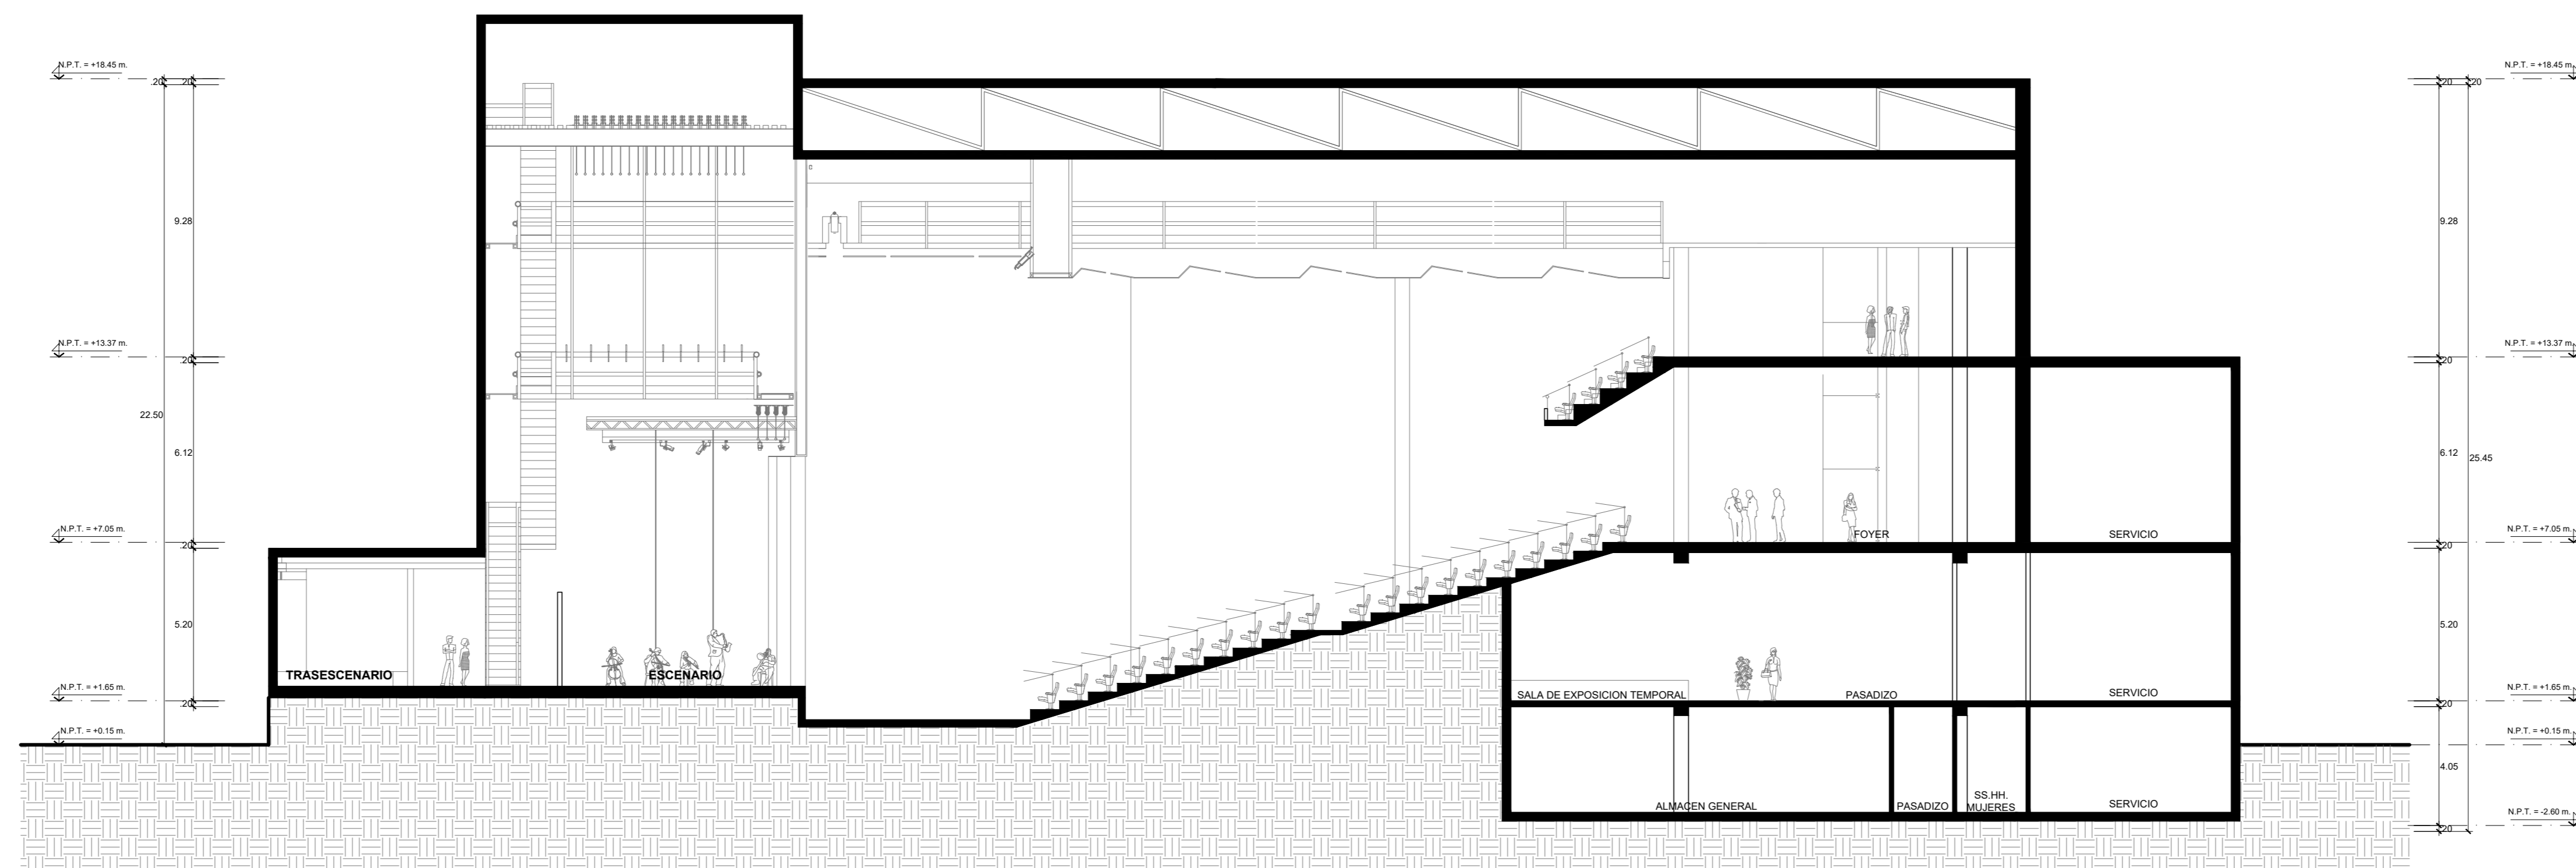 N.P.T. = +18.45 m.
20
20
9.28
N.P.T. = +13.37 m.
20
22.50
6.12
N.P.T. = +7.05 m.
20
5.20
N.P.T. = +1.65 m.
20
N.P.T. = +0.15 m.
TRASESCENARIO
ESCENARIO
FOYER
SERVICIO
SALA DE EXPOSICION TEMPORAL
PASADIZO
SERVICIO
ALMACEN GENERAL
PASADIZO
SS.HH.
MUJERES
SERVICIO
N.P.T. = +18.45 m.
20
20
9.28
N.P.T. = +13.37 m.
20
6.12
25.45
N.P.T. = +7.05 m.
20
5.20
N.P.T. = +1.65 m.
20
N.P.T. = +0.15 m.
4.05
N.P.T. = -2.60 m.
20